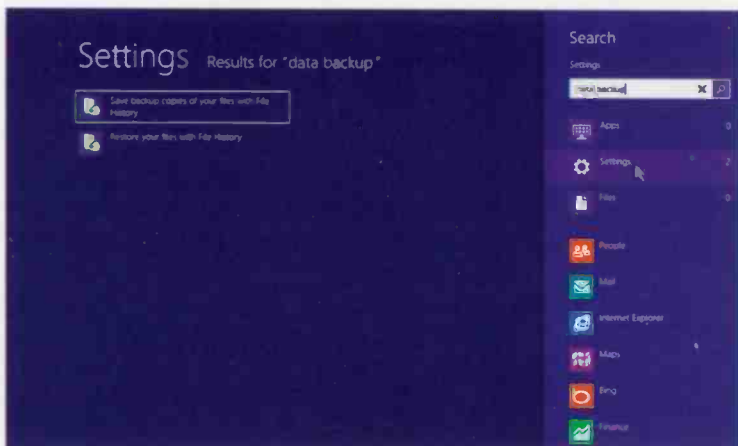 Settings Results for "data backup"
Save backup copies of your files with File
History
Restore your files with File History
Search
Settings
data backup
Apps 0
Settings 2
Files 0
People
Mail
Internet Explorer
Maps
Bing
Finance